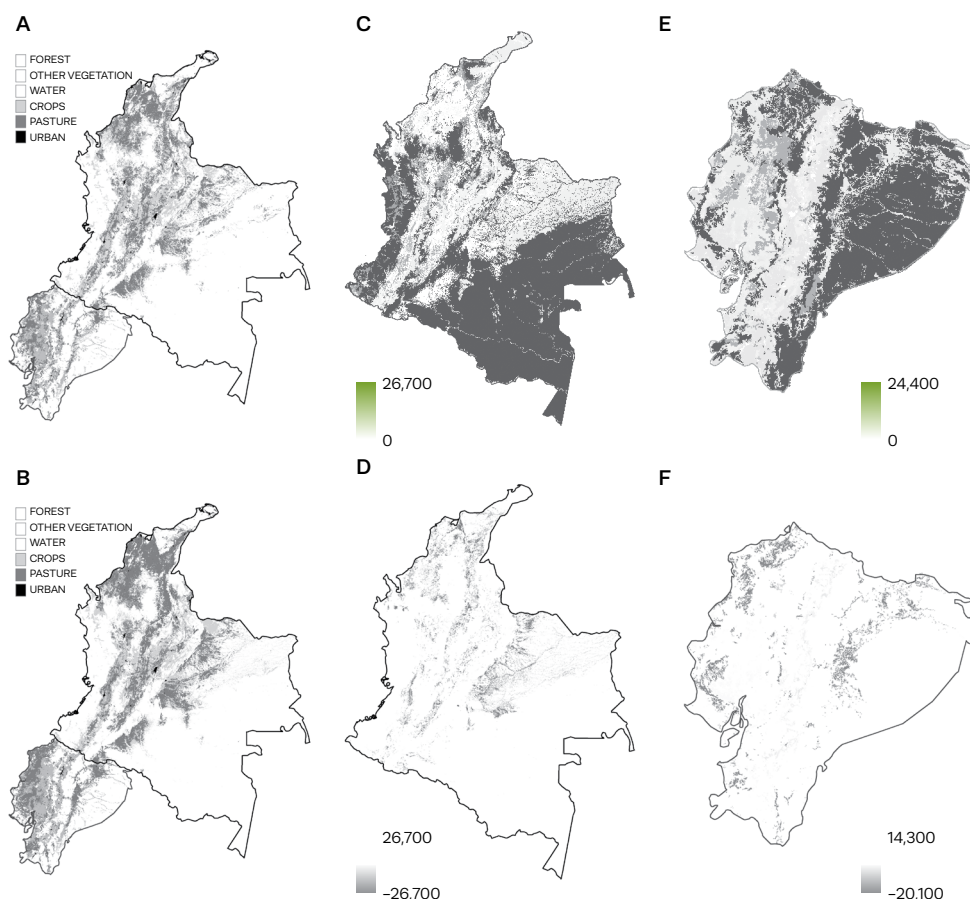 A
FOREST
OTHER VEGETATION
WATER
CROPS
PASTURE
URBAN
C
26,700
0
E
24,400
0
B
FOREST
OTHER VEGETATION
WATER
CROPS
PASTURE
URBAN
D
26,700
−26,700
F
14,300
−20,100